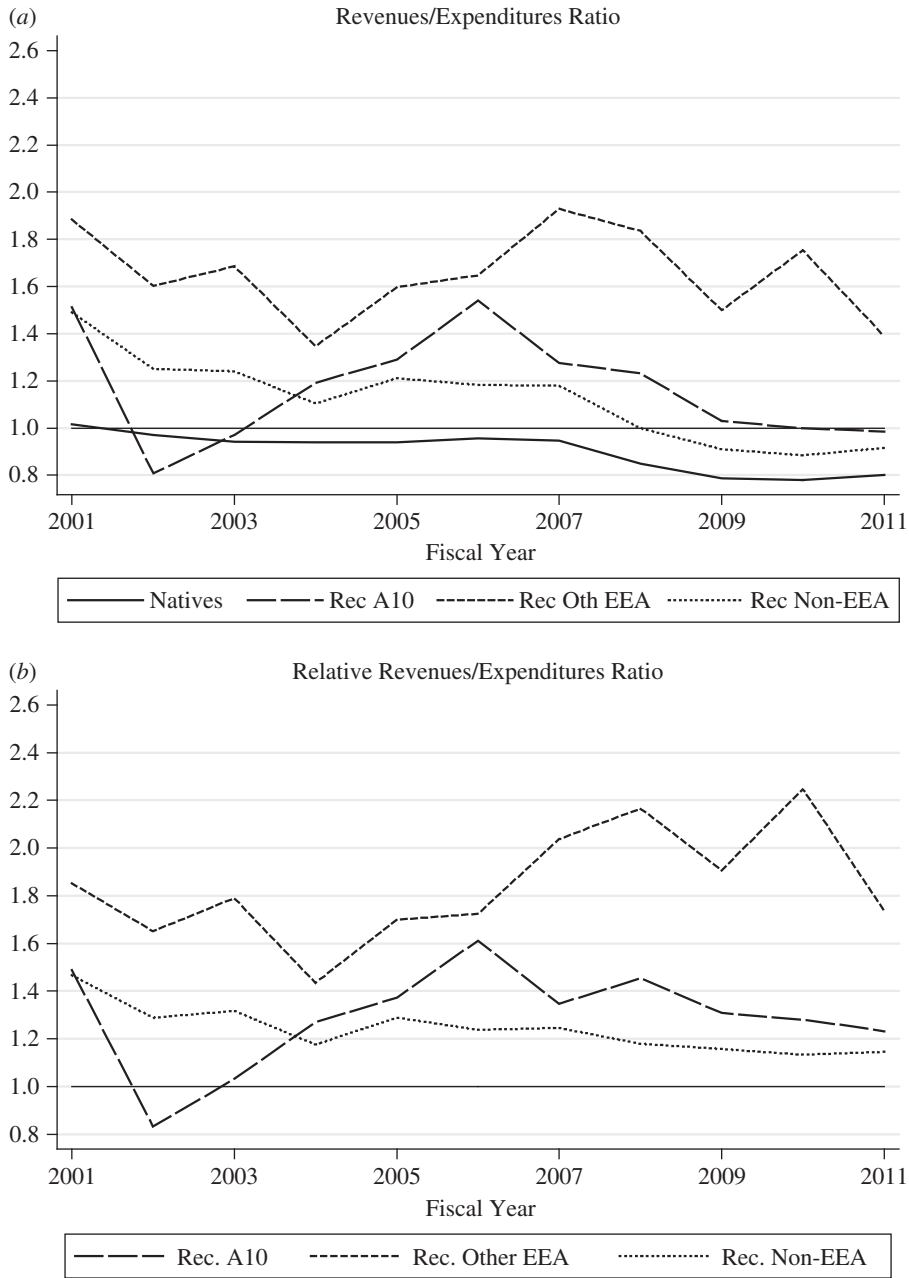 (a) Revenues/Expenditures Ratio
2.6
2.4
2.2
2.0
1.8
1.6
1.4
1.2
1.0
0.8
2001 2003 2005 2007 2009 2011
Fiscal Year
Natives Rec A10 Rec Oth EEA Rec Non-EEA
(b) Relative Revenues/Expenditures Ratio
2.6
2.4
2.2
2.0
1.8
1.6
1.4
1.2
1.0
0.8
2001 2003 2005 2007 2009 2011
Fiscal Year
Rec. A10 Rec. Other EEA Rec. Non-EEA